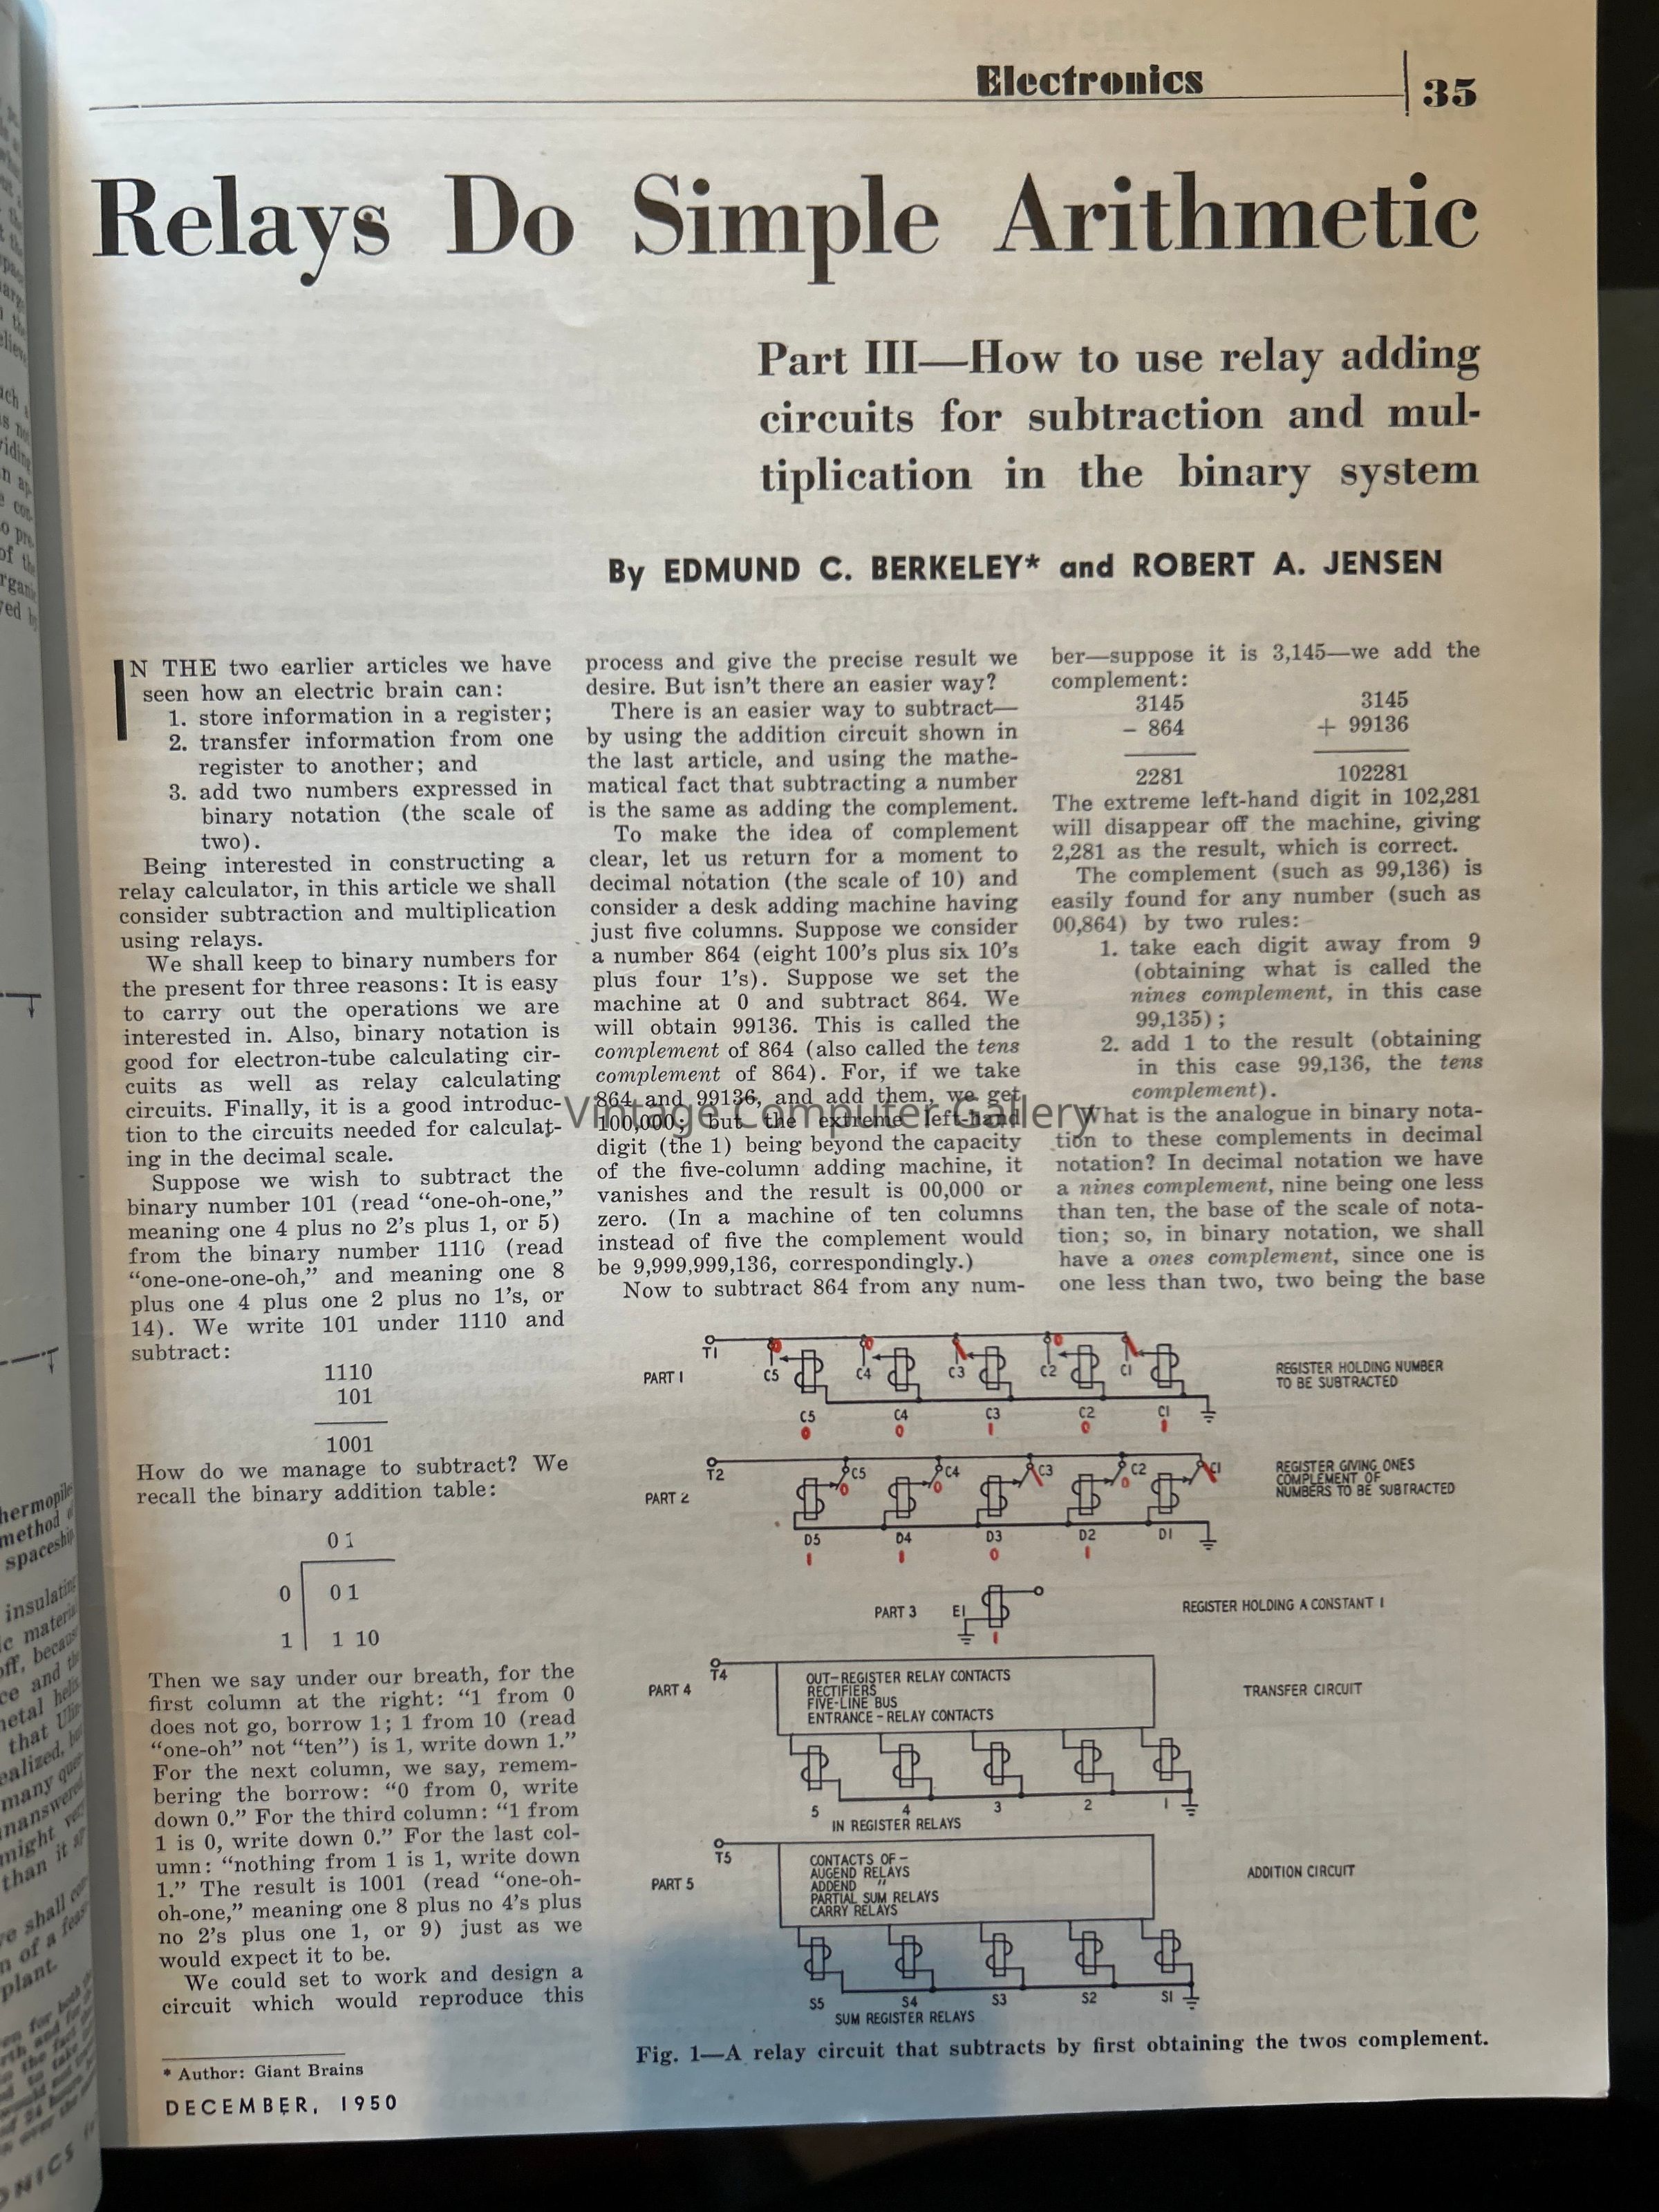 Electronics
35
Relays Do Simple Arithmetic
Part III—How to use relay adding
circuits for subtraction and mul-
tiplication in the binary system
By EDMUND C. BERKELEY* and ROBERT A. JENSEN
IN THE two earlier articles we have
seen how an electric brain can:
1. store information in a register;
2. transfer information from one
register to another; and
3. add two numbers expressed in
binary notation (the scale of
two).
Being interested in constructing a
relay calculator, in this article we shall
consider subtraction and multiplication
using relays.
We shall keep to binary numbers for
the present for three reasons: It is easy
to carry out the operations we are
interested in. Also, binary notation is
good for electron-tube calculating cir-
cuits as well as relay calculating
circuits. Finally, it is a good introduc-
tion to the circuits needed for calculat-
ing in the decimal scale.
Suppose we wish to subtract the
binary number 101 (read “one-oh-one,”
meaning one 4 plus no 2’s plus 1, or 5)
from the binary number 1110 (read
“one-one-one-oh,” and meaning one 8
plus one 4 plus one 2 plus no 1’s, or
14). We write 101 under 1110 and
subtract:
1110
101
1001
How do we manage to subtract? We
recall the binary addition table:
0 1
0 0 1
1 1 10
Then we say under our breath, for the
first column at the right: “1 from 0
does not go, borrow 1; 1 from 10 (read
“one-oh” not “ten”) is 1, write down 1.”
For the next column, we say, remem-
bering the borrow: “0 from 0, write
down 0.” For the third column: “1 from
1 is 0, write down 0.” For the last col-
umn: “nothing from 1 is 1, write down
1.” The result is 1001 (read “one-oh-
oh-one,” meaning one 8 plus no 4’s plus
no 2’s plus one 1, or 9) just as we
would expect it to be.
We could set to work and design a
circuit which would reproduce this
* Author: Giant Brains
DECEMBER, 1950
process and give the precise result we
desire. But isn’t there an easier way?
There is an easier way to subtract—
by using the addition circuit shown in
the last article, and using the mathe-
matical fact that subtracting a number
is the same as adding the complement.
To make the idea of complement
clear, let us return for a moment to
decimal notation (the scale of 10) and
consider a desk adding machine having
just five columns. Suppose we consider
a number 864 (eight 100’s plus six 10’s
plus four 1’s). Suppose we set the
machine at 0 and subtract 864. We
will obtain 99136. This is called the
complement of 864 (also called the tens
complement of 864). For, if we take
864 and 99136, and add them, we get
100,000; but the extreme left-hand
digit (the 1) being beyond the capacity
of the five-column adding machine, it
vanishes and the result is 00,000 or
zero. (In a machine of ten columns
instead of five the complement would
be 9,999,999,136, correspondingly.)
Now to subtract 864 from any num-
ber—suppose it is 3,145—we add the
complement:
3145 3145
- 864 + 99136
2281 102281
The extreme left-hand digit in 102,281
will disappear off the machine, giving
2,281 as the result, which is correct.
The complement (such as 99,136) is
easily found for any number (such as
00,864) by two rules:
1. take each digit away from 9
(obtaining what is called the
nines complement, in this case
99,135);
2. add 1 to the result (obtaining
in this case 99,136, the tens
complement).
What is the analogue in binary nota-
tion to these complements in decimal
notation? In decimal notation we have
a nines complement, nine being one less
than ten, the base of the scale of nota-
tion; so, in binary notation, we shall
have a ones complement, since one is
one less than two, two being the base
Vintage Computer Gallery
T1
PART 1
C5 C4 C3 C2 C1
REGISTER HOLDING NUMBER
TO BE SUBTRACTED
C5 C4 C3 C2 C1
0 0 1 0 1
T2
PART 2
C5 C4 C3 C2 C1
0 0 0
REGISTER GIVING ONES
COMPLEMENT OF
NUMBERS TO BE SUBTRACTED
D5 D4 D3 D2 D1
1 1 0 1
PART 3 E1
REGISTER HOLDING A CONSTANT 1
1
T4
PART 4
OUT-REGISTER RELAY CONTACTS
RECTIFIERS
FIVE-LINE BUS
ENTRANCE-RELAY CONTACTS
TRANSFER CIRCUIT
5 4 3 2 1
IN REGISTER RELAYS
T5
PART 5
CONTACTS OF-
AUGEND RELAYS
ADDEND "
PARTIAL SUM RELAYS
CARRY RELAYS
ADDITION CIRCUIT
S5 S4 S3 S2 S1
SUM REGISTER RELAYS
Fig. 1—A relay circuit that subtracts by first obtaining the twos complement.